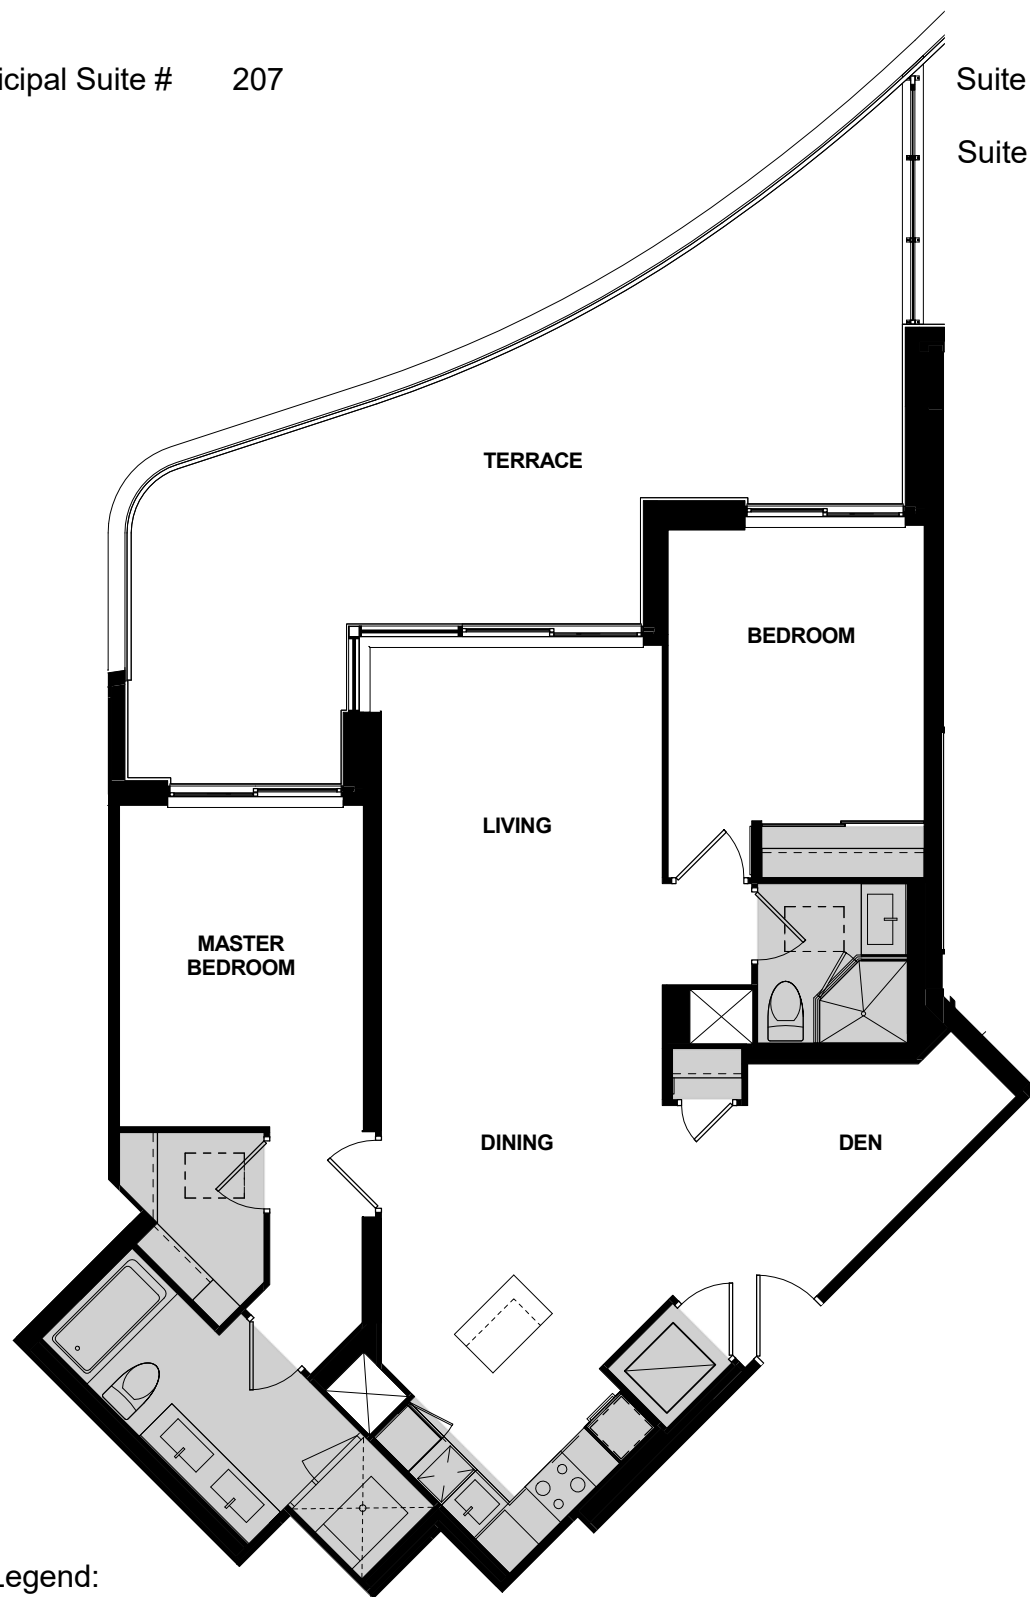 icipal Suite # 207
Suite
Suite
TERRACE
BEDROOM
LIVING
MASTER
BEDROOM
DINING
DEN
Legend: